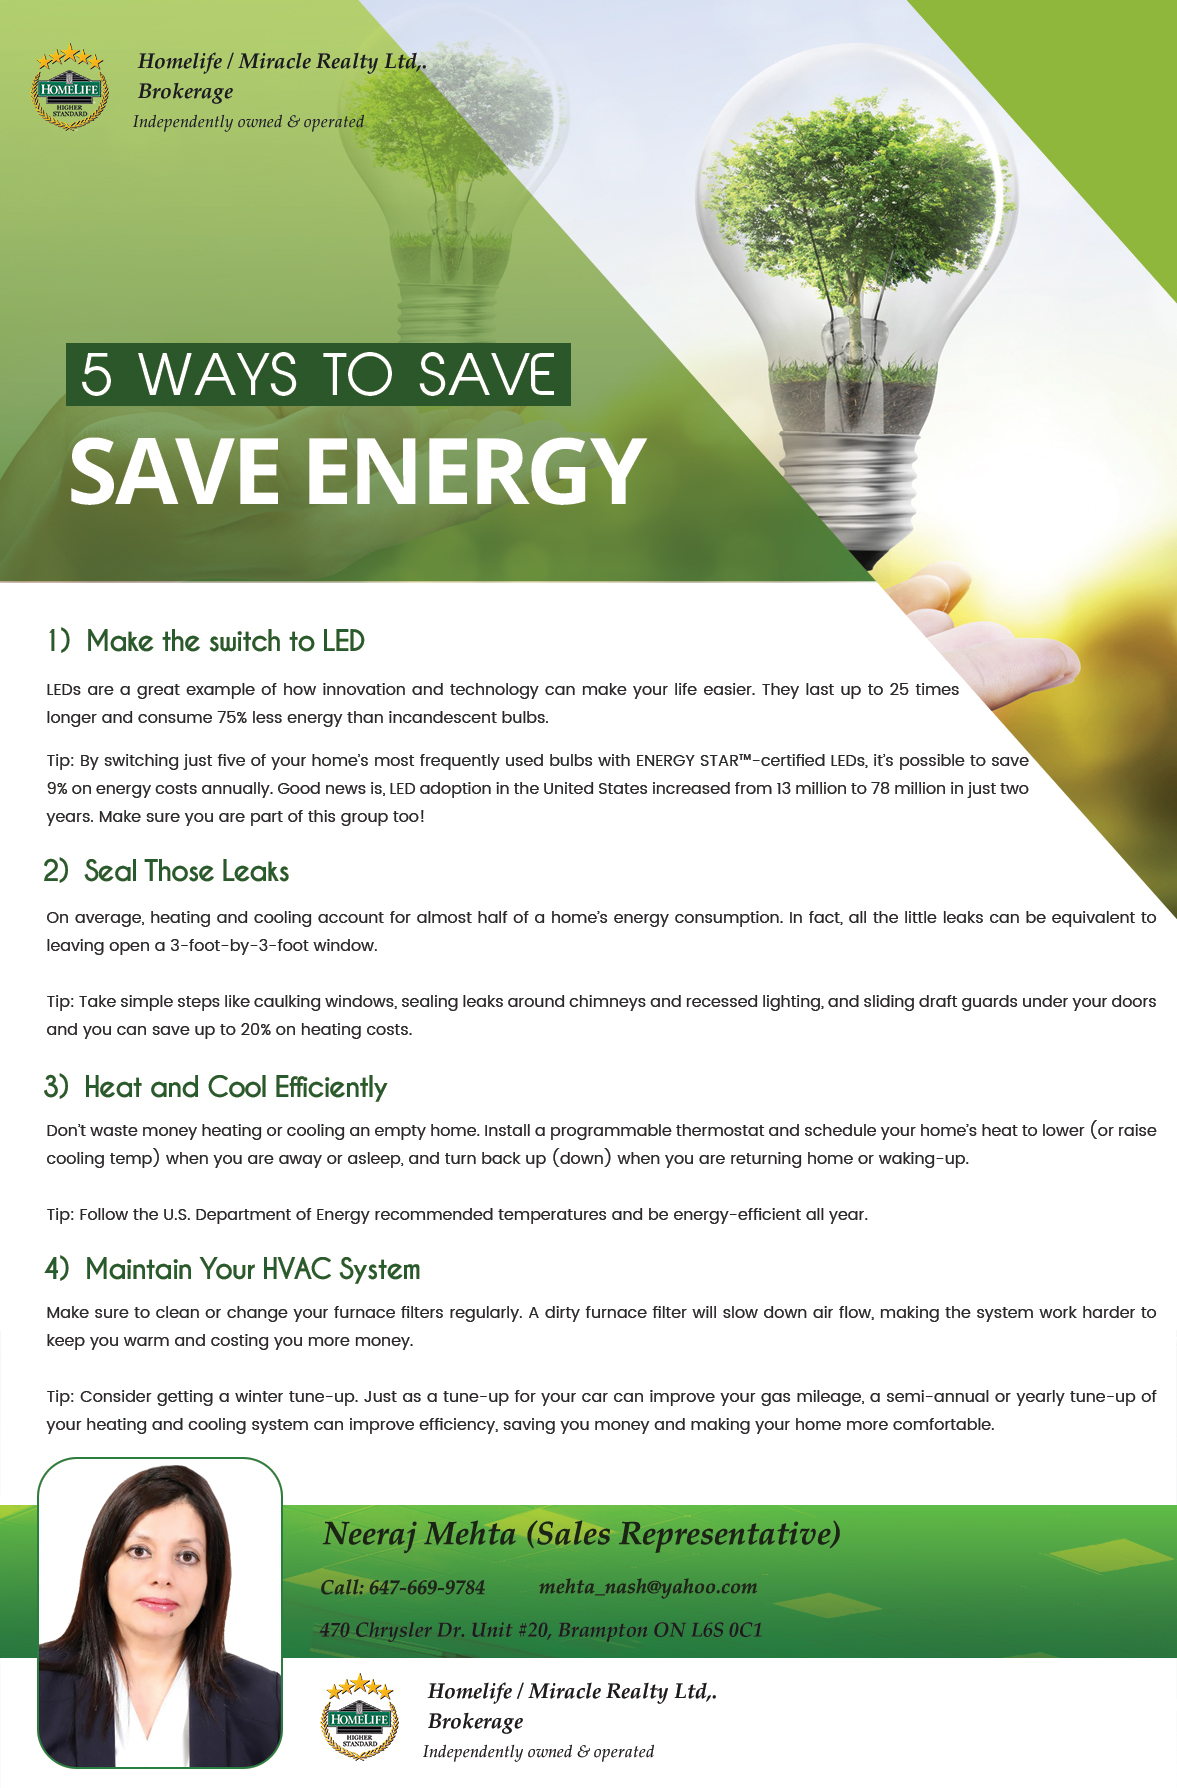 Homelife / Miracle Realty Ltd,.
Brokerage
Independently owned & operated
HOMELIFE
HIGHER
STANDARD
5 WAYS TO SAVE
SAVE ENERGY
1) Make the switch to LED
LEDs are a great example of how innovation and technology can make your life easier. They last up to 25 times
longer and consume 75% less energy than incandescent bulbs.
Tip: By switching just five of your home's most frequently used bulbs with ENERGY STAR™-certified LEDs, it's possible to save
9% on energy costs annually. Good news is, LED adoption in the United States increased from 13 million to 78 million in just two
years. Make sure you are part of this group too!
2) Seal Those Leaks
On average, heating and cooling account for almost half of a home's energy consumption. In fact, all the little leaks can be equivalent to
leaving open a 3-foot-by-3-foot window.
Tip: Take simple steps like caulking windows, sealing leaks around chimneys and recessed lighting, and sliding draft guards under your doors
and you can save up to 20% on heating costs.
3) Heat and Cool Efficiently
Don't waste money heating or cooling an empty home. Install a programmable thermostat and schedule your home's heat to lower (or raise
cooling temp) when you are away or asleep, and turn back up (down) when you are returning home or waking-up.
Tip: Follow the U.S. Department of Energy recommended temperatures and be energy-efficient all year.
4) Maintain Your HVAC System
Make sure to clean or change your furnace filters regularly. A dirty furnace filter will slow down air flow, making the system work harder to
keep you warm and costing you more money.
Tip: Consider getting a winter tune-up. Just as a tune-up for your car can improve your gas mileage, a semi-annual or yearly tune-up of
your heating and cooling system can improve efficiency, saving you money and making your home more comfortable.
Neeraj Mehta (Sales Representative)
Call: 647-669-9784 mehta_nash@yahoo.com
470 Chrysler Dr. Unit #20, Brampton ON L6S 0C1
HOMELIFE
HIGHER
STANDARD
Homelife / Miracle Realty Ltd,.
Brokerage
Independently owned & operated